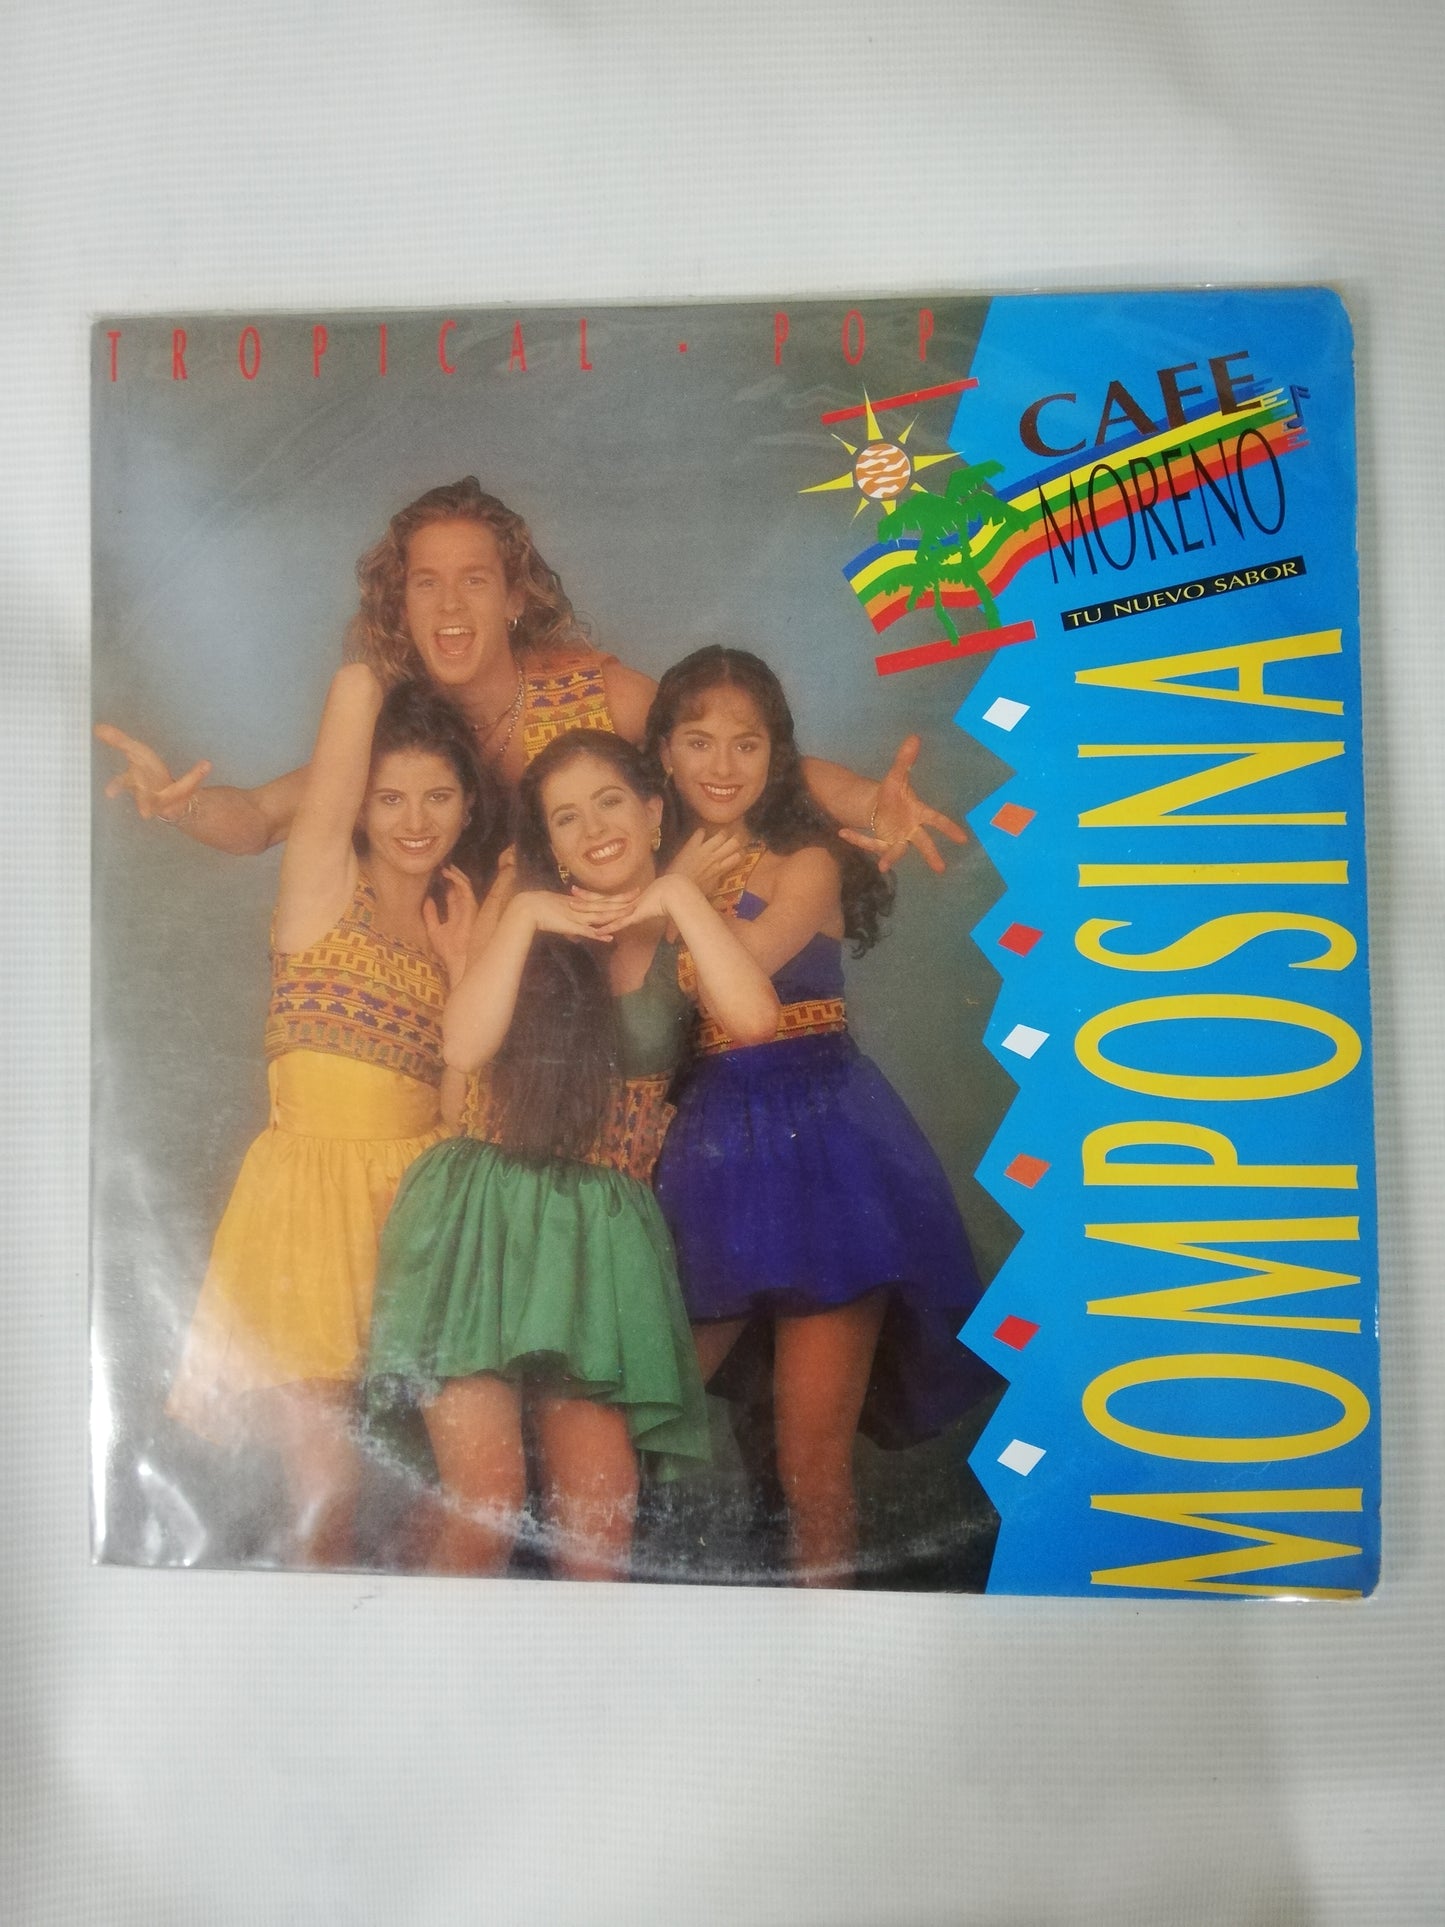 TROPICAL · POP
CAFE
MORENO
TU NUEVO SABOR
MOMPOSINA